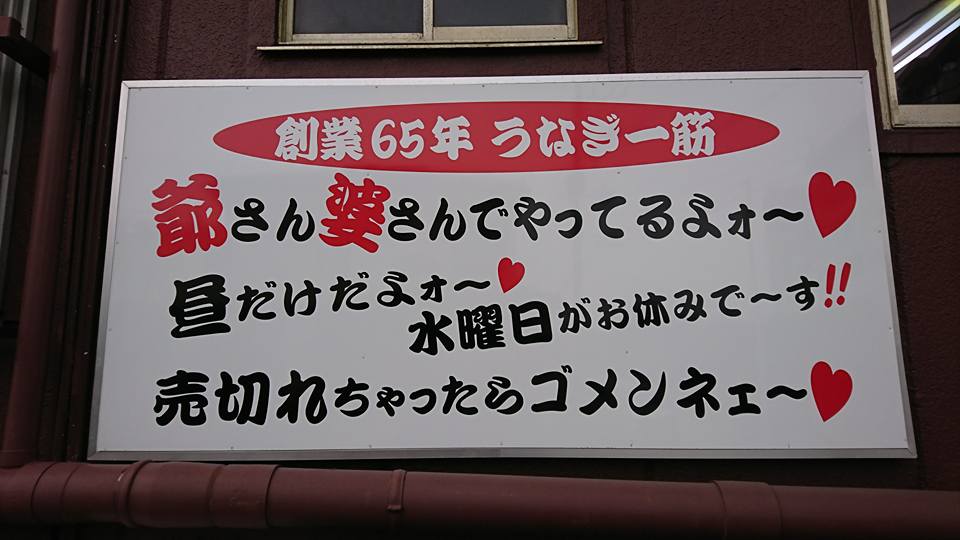 創業65年 うなぎ一筋
爺さん婆さんでやってるよォ〜♥
昼だけだよォ〜♥
水曜日がお休みで〜す!!
売切れちゃったらゴメンネェ〜♥